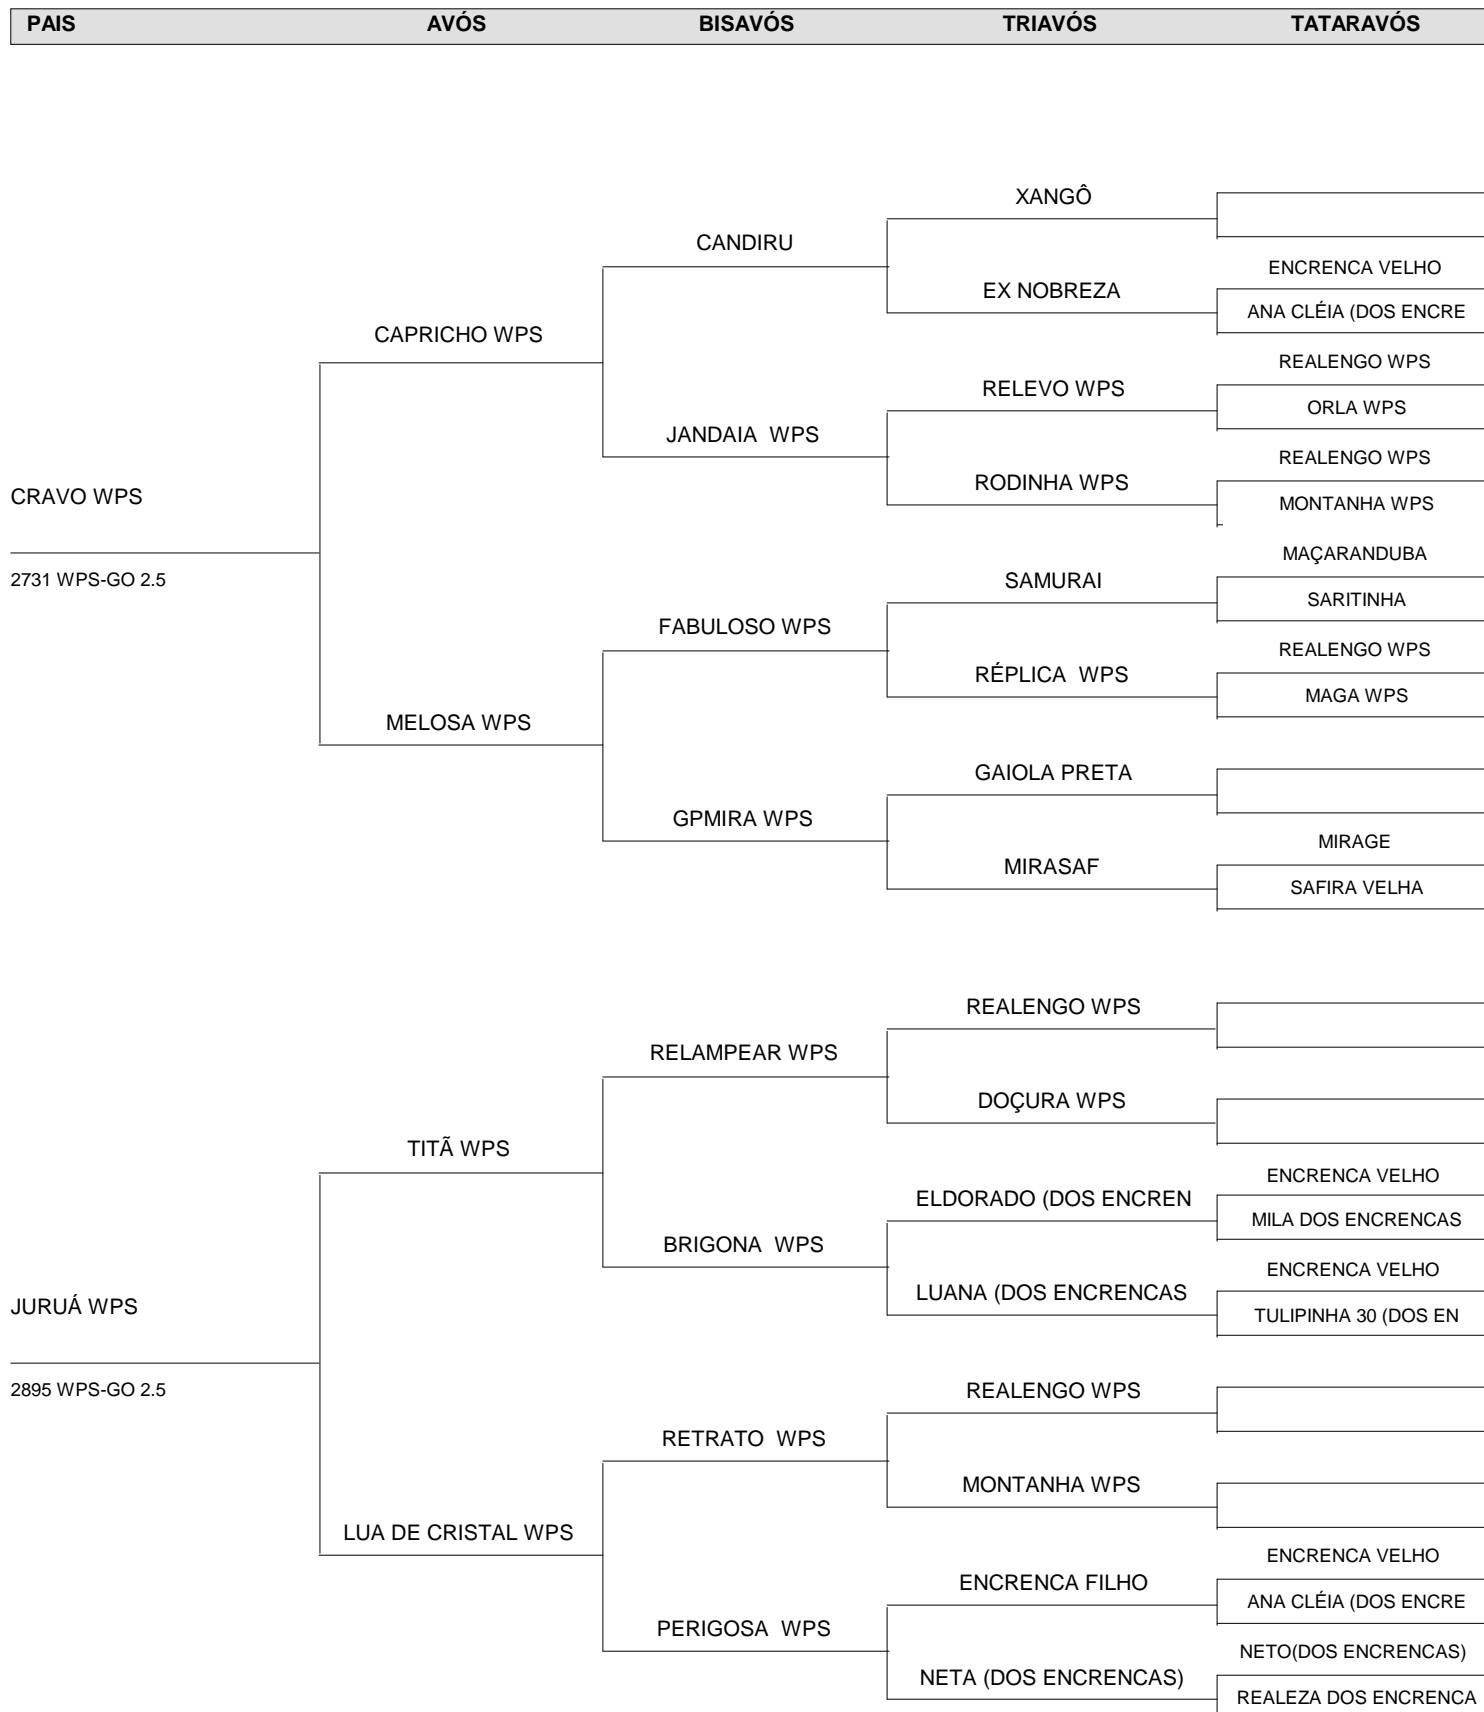 PAIS AVÓS BISAVÓS TRIAVÓS TATARAVÓS
XANGÔ
CANDIRU
ENCRENCA VELHO
EX NOBREZA
ANA CLÉIA (DOS ENCRE
CAPRICHO WPS
REALENGO WPS
RELEVO WPS
ORLA WPS
JANDAIA WPS
REALENGO WPS
RODINHA WPS
CRAVO WPS
MONTANHA WPS
MAÇARANDUBA
2731 WPS-GO 2.5
SAMURAI
SARITINHA
FABULOSO WPS
REALENGO WPS
RÉPLICA WPS
MAGA WPS
MELOSA WPS
GAIOLA PRETA
GPMIRA WPS
MIRAGE
MIRASAF
SAFIRA VELHA
REALENGO WPS
RELAMPEAR WPS
DOÇURA WPS
TITÃ WPS
ENCRENCA VELHO
ELDORADO (DOS ENCREN
MILA DOS ENCRENCAS
BRIGONA WPS
ENCRENCA VELHO
LUANA (DOS ENCRENCAS
JURUÁ WPS
TULIPINHA 30 (DOS EN
2895 WPS-GO 2.5
REALENGO WPS
RETRATO WPS
MONTANHA WPS
LUA DE CRISTAL WPS
ENCRENCA VELHO
ENCRENCA FILHO
ANA CLÉIA (DOS ENCRE
PERIGOSA WPS
NETO(DOS ENCRENCAS)
NETA (DOS ENCRENCAS)
REALEZA DOS ENCRENCA